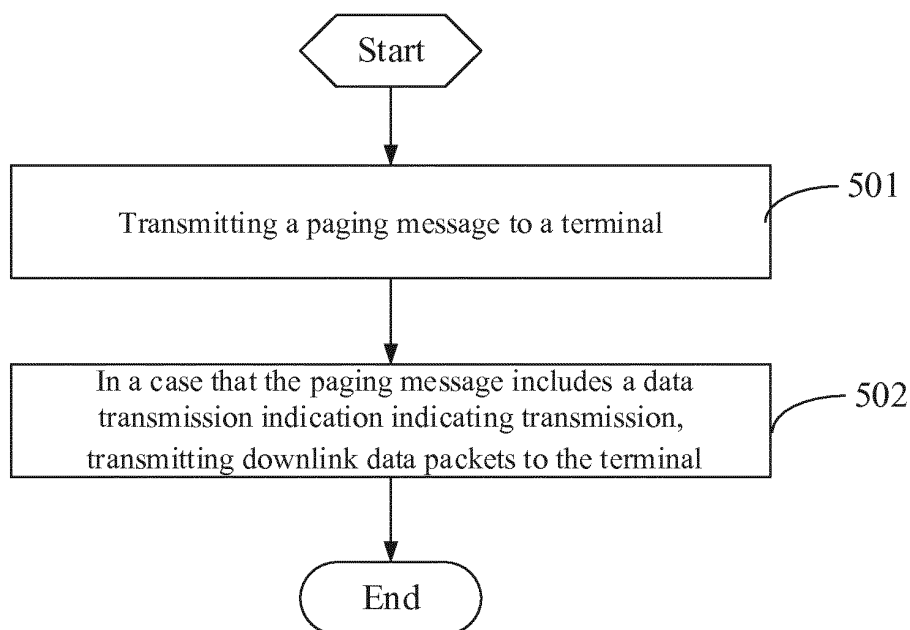 Start
Transmitting a paging message to a terminal
501
In a case that the paging message includes a data
transmission indication indicating transmission,
transmitting downlink data packets to the terminal
502
End